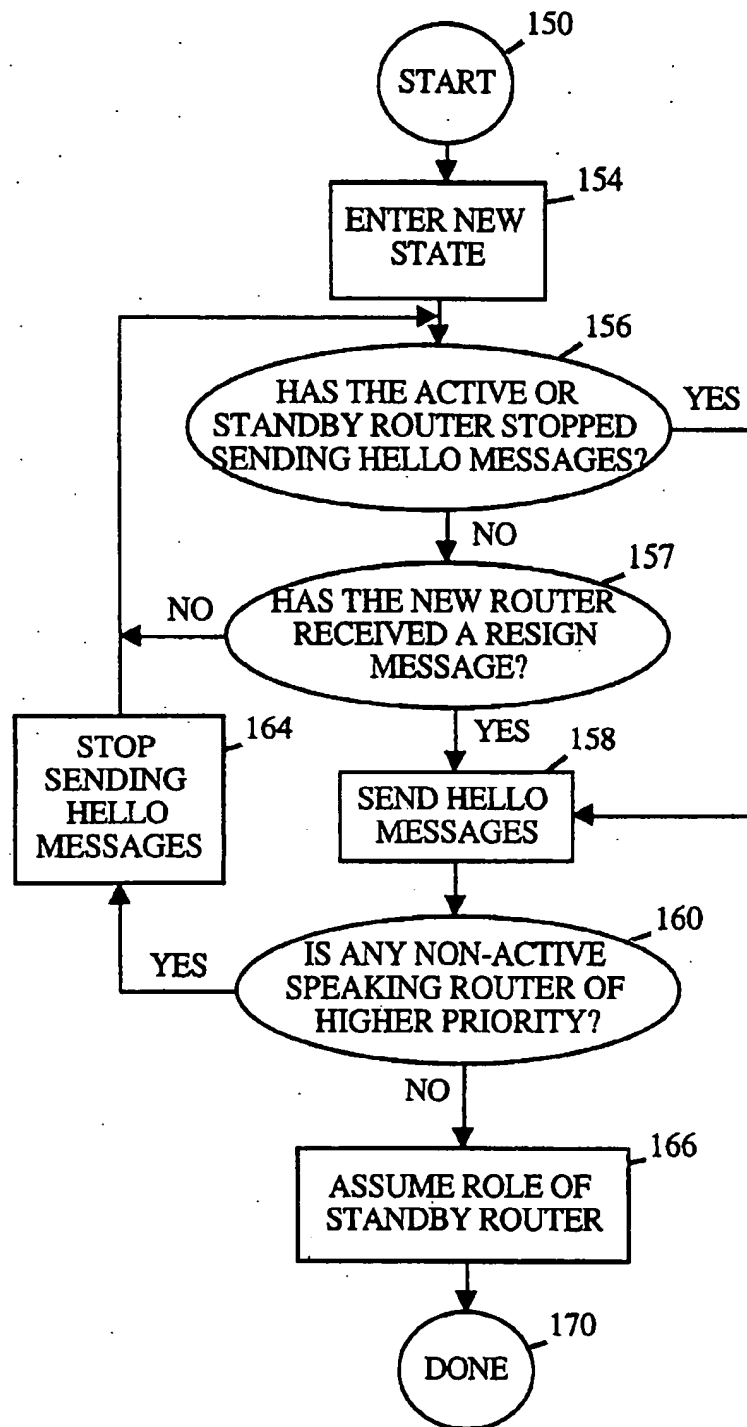 150
START
154
ENTER NEW
STATE
156
HAS THE ACTIVE OR
STANDBY ROUTER STOPPED
SENDING HELLO MESSAGES?
YES
NO
157
HAS THE NEW ROUTER
RECEIVED A RESIGN
MESSAGE?
NO
YES
164
STOP
SENDING
HELLO
MESSAGES
158
SEND HELLO
MESSAGES
160
IS ANY NON-ACTIVE
SPEAKING ROUTER OF
HIGHER PRIORITY?
YES
NO
166
ASSUME ROLE OF
STANDBY ROUTER
170
DONE